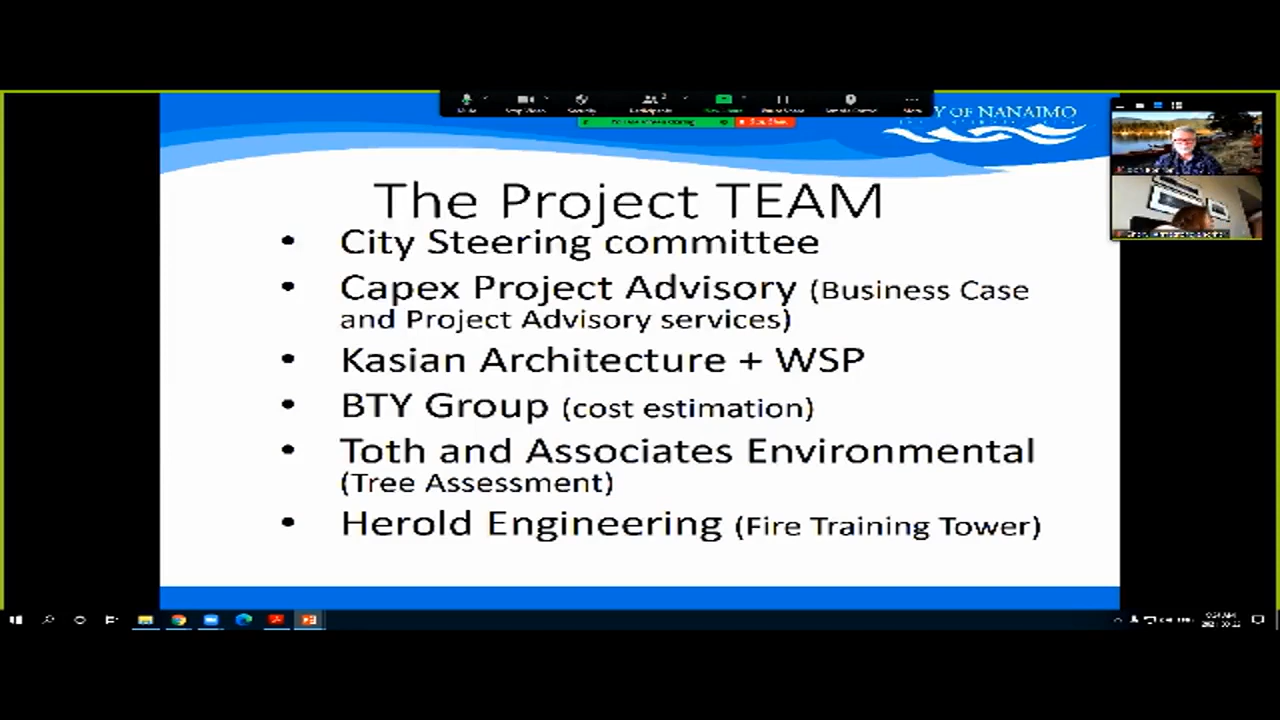 Y OF NANAIMO
The Project TEAM
• City Steering committee
• Capex Project Advisory (Business Case
and Project Advisory services)
• Kasian Architecture + WSP
• BTY Group (cost estimation)
• Toth and Associates Environmental
(Tree Assessment)
• Herold Engineering (Fire Training Tower)